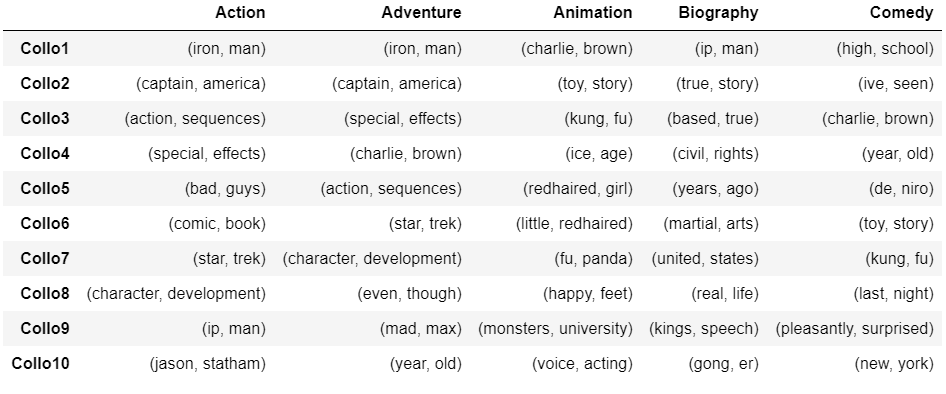 Action Adventure Animation Biography Comedy
Collo1 (iron, man) (iron, man) (charlie, brown) (ip, man) (high, school)
Collo2 (captain, america) (captain, america) (toy, story) (true, story) (ive, seen)
Collo3 (action, sequences) (special, effects) (kung, fu) (based, true) (charlie, brown)
Collo4 (special, effects) (charlie, brown) (ice, age) (civil, rights) (year, old)
Collo5 (bad, guys) (action, sequences) (redhaired, girl) (years, ago) (de, niro)
Collo6 (comic, book) (star, trek) (little, redhaired) (martial, arts) (toy, story)
Collo7 (star, trek) (character, development) (fu, panda) (united, states) (kung, fu)
Collo8 (character, development) (even, though) (happy, feet) (real, life) (last, night)
Collo9 (ip, man) (mad, max) (monsters, university) (kings, speech) (pleasantly, surprised)
Collo10 (jason, statham) (year, old) (voice, acting) (gong, er) (new, york)